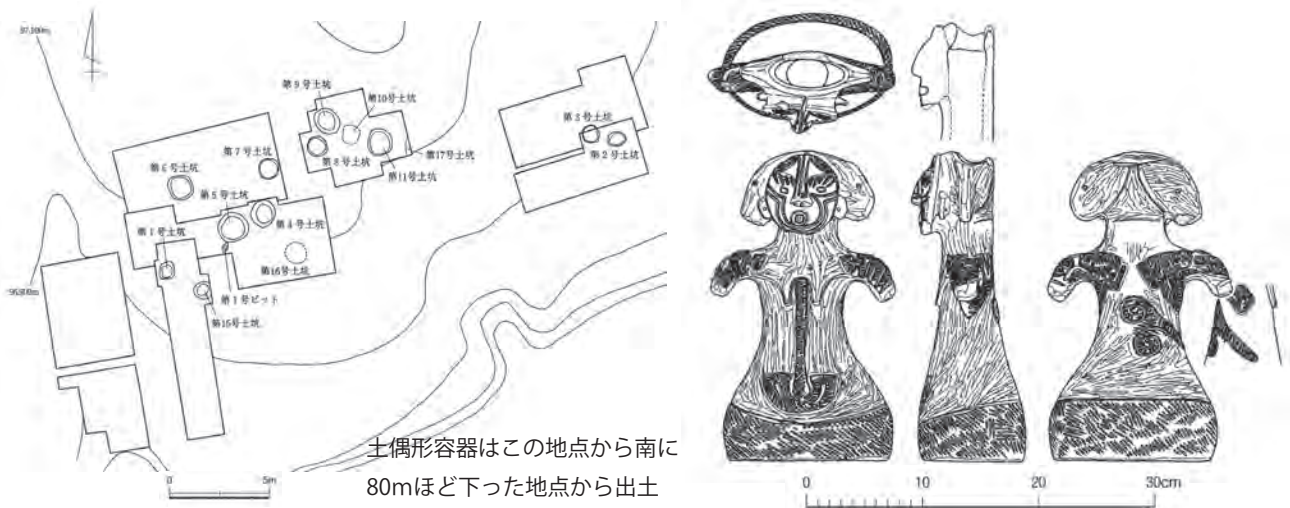 97,100m
第9号土坑
第10号土坑
第7号土坑
第6号土坑
第8号土坑
第17号土坑
第11号土坑
第3号土坑
第2号土坑
第5号土坑
第1号土坑
第4号土坑
第16号土坑
第1号ピット
第15号土坑
0 5m
土偶形容器はこの地点から南に
80mほど下った地点から出土
0 10 20 30cm